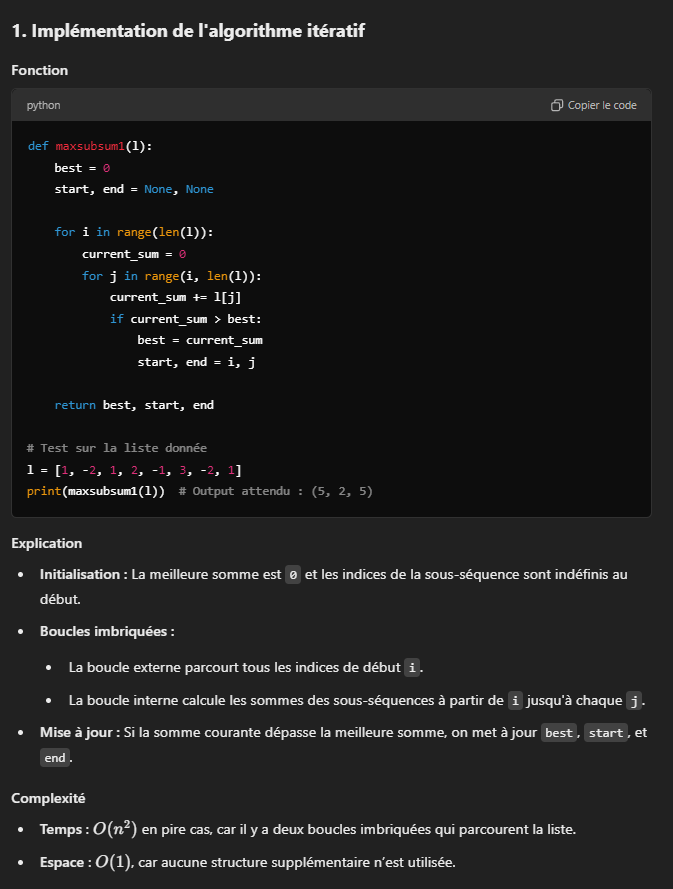 1. Implémentation de l'algorithme itératif
Fonction
python
Copier le code
def maxsubsum1(l):
    best = 0
    start, end = None, None

    for i in range(len(l)):
        current_sum = 0
        for j in range(i, len(l)):
            current_sum += l[j]
            if current_sum > best:
                best = current_sum
                start, end = i, j

    return best, start, end

# Test sur la liste donnée
l = [1, -2, 1, 2, -1, 3, -2, 1]
print(maxsubsum1(l))  # Output attendu : (5, 2, 5)
Explication
• Initialisation : La meilleure somme est 0 et les indices de la sous-séquence sont indéfinis au
début.
• Boucles imbriquées :
• La boucle externe parcourt tous les indices de début i.
• La boucle interne calcule les sommes des sous-séquences à partir de i jusqu'à chaque j.
• Mise à jour : Si la somme courante dépasse la meilleure somme, on met à jour best, start, et
end.
Complexité
• Temps : O(n²) en pire cas, car il y a deux boucles imbriquées qui parcourent la liste.
• Espace : O(1), car aucune structure supplémentaire n'est utilisée.